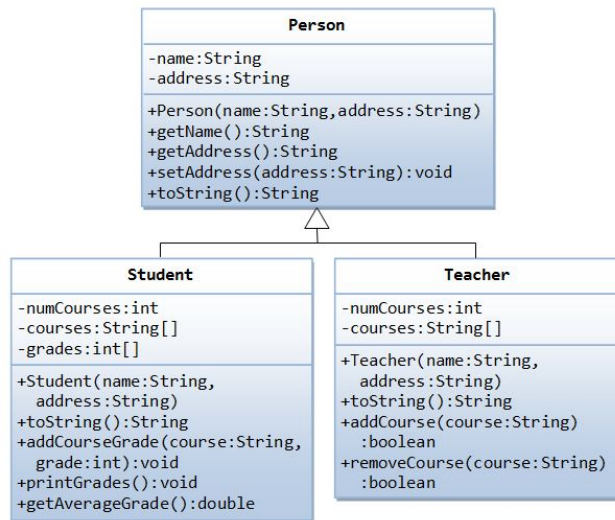 Person
-name:String
-address:String
+Person(name:String,address:String)
+getName():String
+getAddress():String
+setAddress(address:String):void
+toString():String
Student
-numCourses:int
-courses:String[]
-grades:int[]
+Student(name:String,
address:String)
+toString():String
+addCourseGrade(course:String,
grade:int):void
+printGrades():void
+getAverageGrade():double
Teacher
-numCourses:int
-courses:String[]
+Teacher(name:String,
address:String)
+toString():String
+addCourse(course:String)
:boolean
+removeCourse(course:String)
:boolean